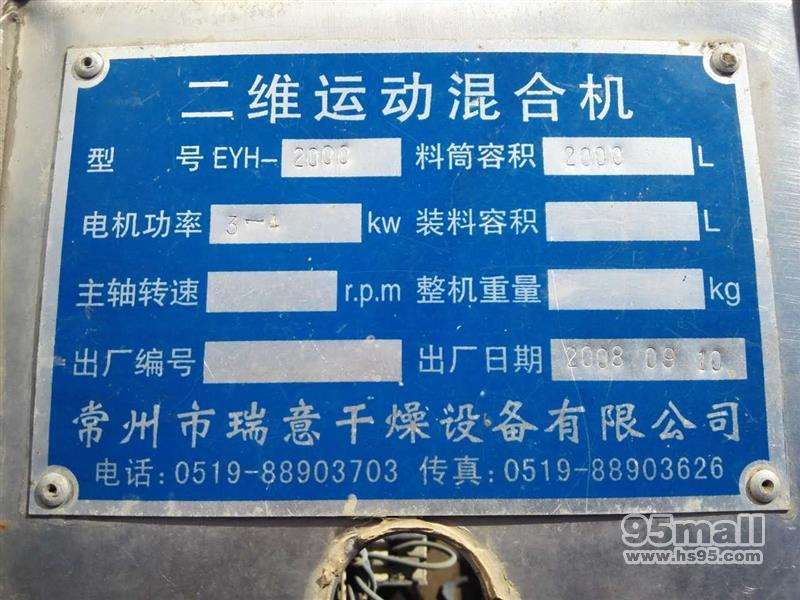 二维运动混合机
型 号 EYH- 2000 料筒容积 2000 L
电机功率 3-4 kw 装料容积 L
主轴转速 r.p.m 整机重量 kg
出厂编号 出厂日期 2008 09 10
常州市瑞意干燥设备有限公司
电话:0519-88903703 传真:0519-88903626
95mall
www.hs95.com